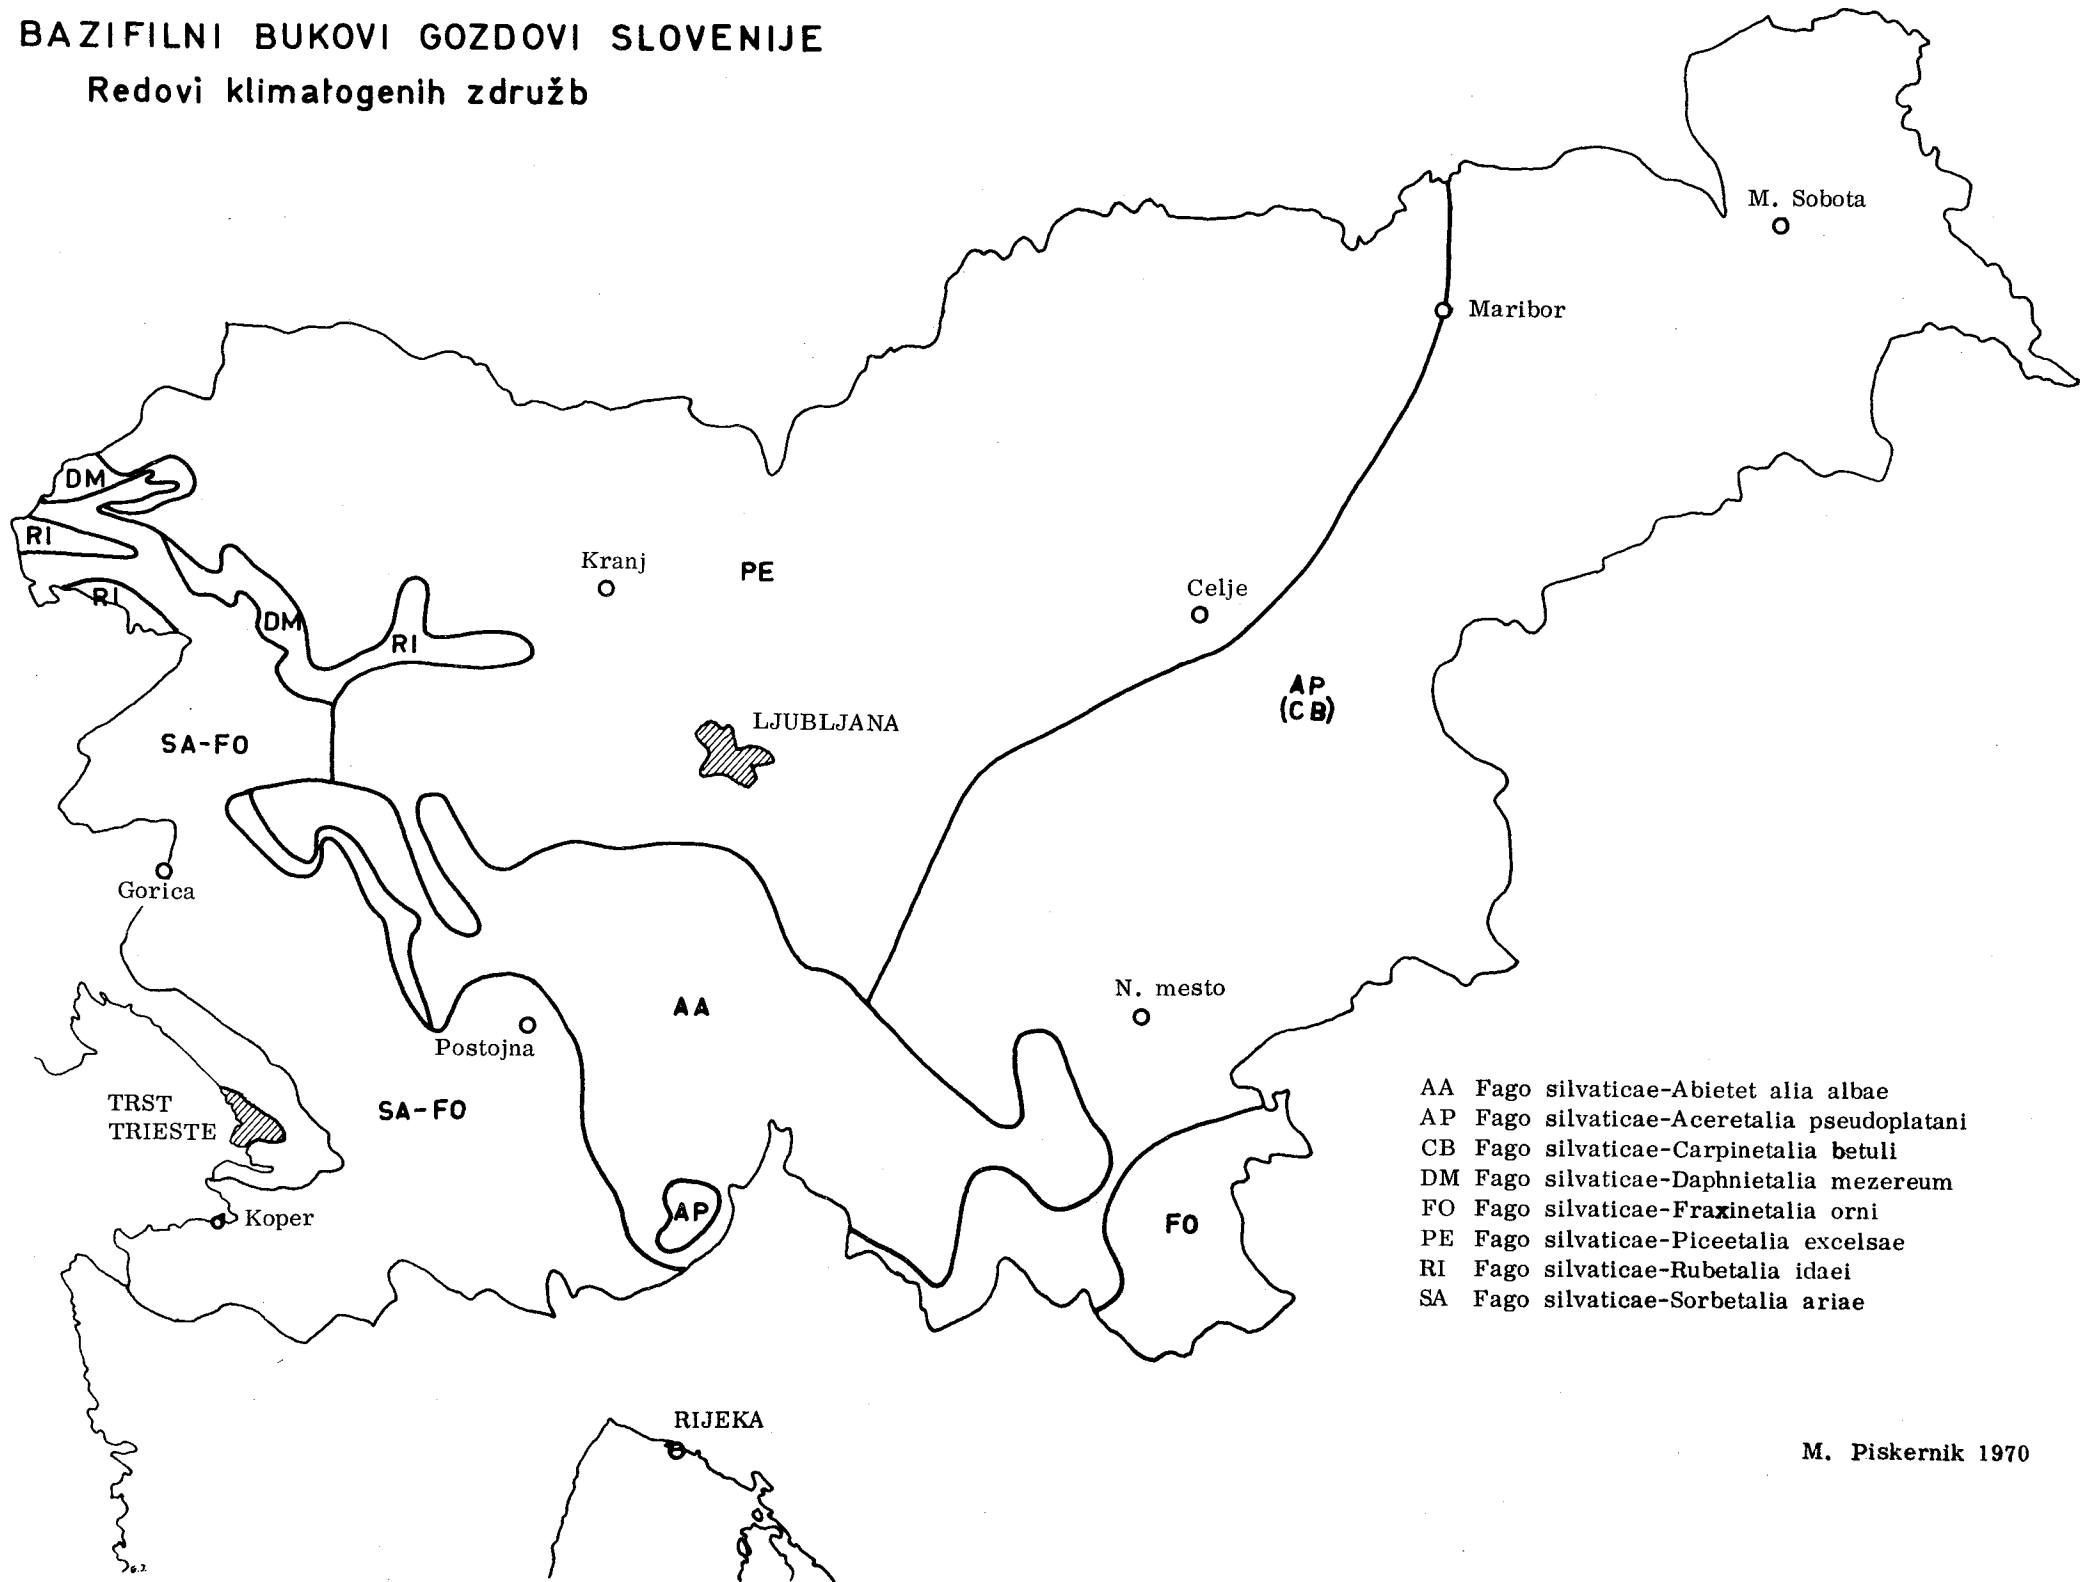 BAZIFILNI BUKOVI GOZDOVI SLOVENIJE
Redovi klimatogenih združb
M. Sobota
Maribor
DM
RI
RI
Kranj
PE
Celje
DM
RI
AP
(CB)
LJUBLJANA
SA-FO
Gorica
N. mesto
AA
Postojna
TRST
TRIESTE
SA-FO
AP
Koper
FO
AA Fago silvaticae-Abietet alia albae
AP Fago silvaticae-Aceretalia pseudoplatani
CB Fago silvaticae-Carpinetalia betuli
DM Fago silvaticae-Daphnietalia mezereum
FO Fago silvaticae-Fraxinetalia orni
PE Fago silvaticae-Piceetalia excelsae
RI Fago silvaticae-Rubetalia idaei
SA Fago silvaticae-Sorbetalia ariae
RIJEKA
M. Piskernik 1970